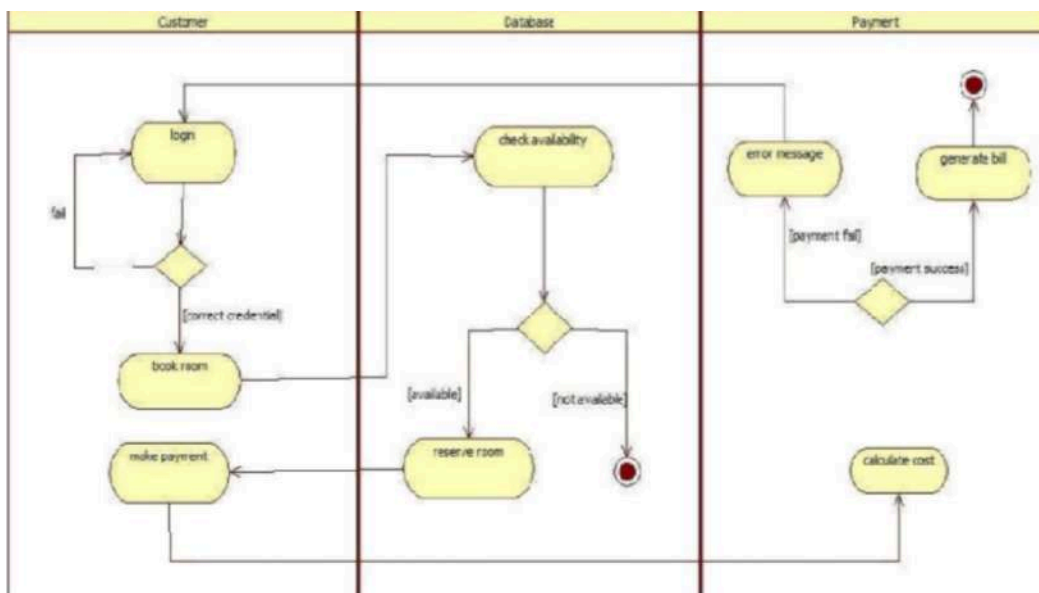 Customer
Database
Payment
login
check availability
error message
generate bill
fail
[payment fail]
[payment success]
[correct credential]
book room
[available]
[not available]
make payment
reserve room
calculate cost